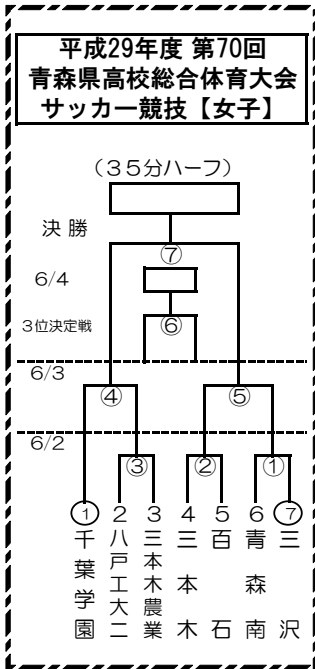 平成29年度 第70回
青森県高校総合体育大会
サッカー競技【女子】
（３５分ハーフ）
決 勝
⑦
6/4
3位決定戦
⑥
6/3
④
⑤
6/2
③
②
①
① 2 3 4 5 6 ⑦
千葉学園
八戸工大二
三本木農業
三本木
百石
青森南
三沢